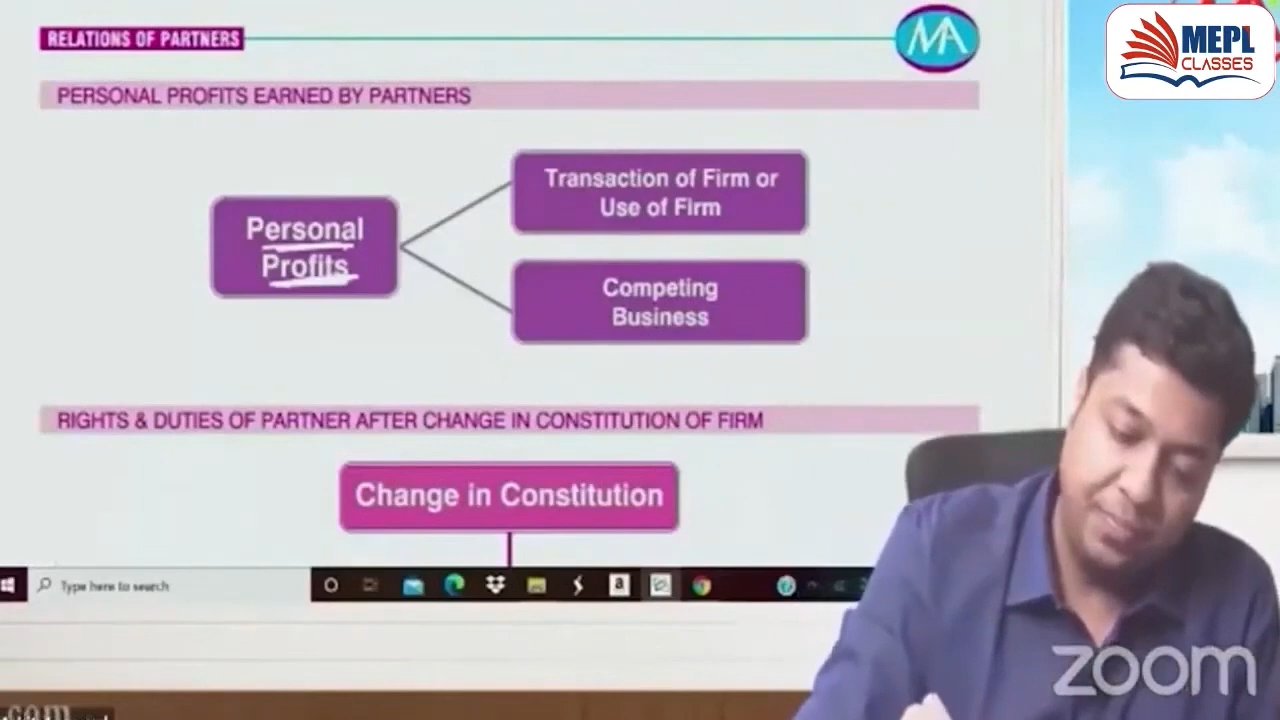 RELATIONS OF PARTNERS
MA
MEPL
CLASSES
PERSONAL PROFITS EARNED BY PARTNERS
Transaction of Firm or
Use of Firm
Personal
Profits
Competing
Business
RIGHTS & DUTIES OF PARTNER AFTER CHANGE IN CONSTITUTION OF FIRM
Change in Constitution
Type here to search
a
zoom
.com